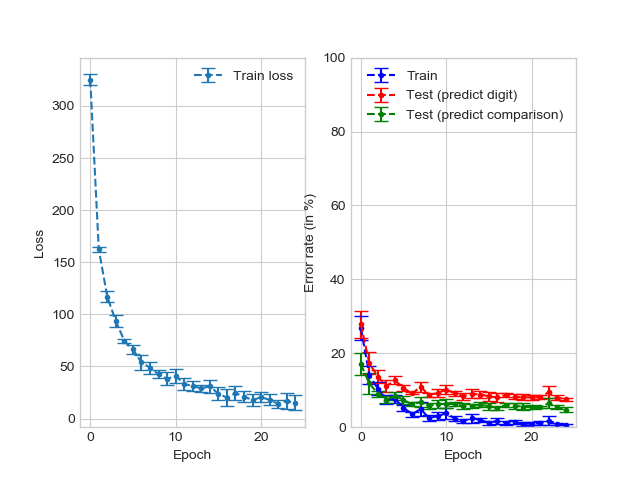 Train loss
300
250
200
150
100
50
0
Loss
0
10
20
Epoch
Train
Test (predict digit)
Test (predict comparison)
100
80
60
40
20
0
Error rate (in %)
0
10
20
Epoch